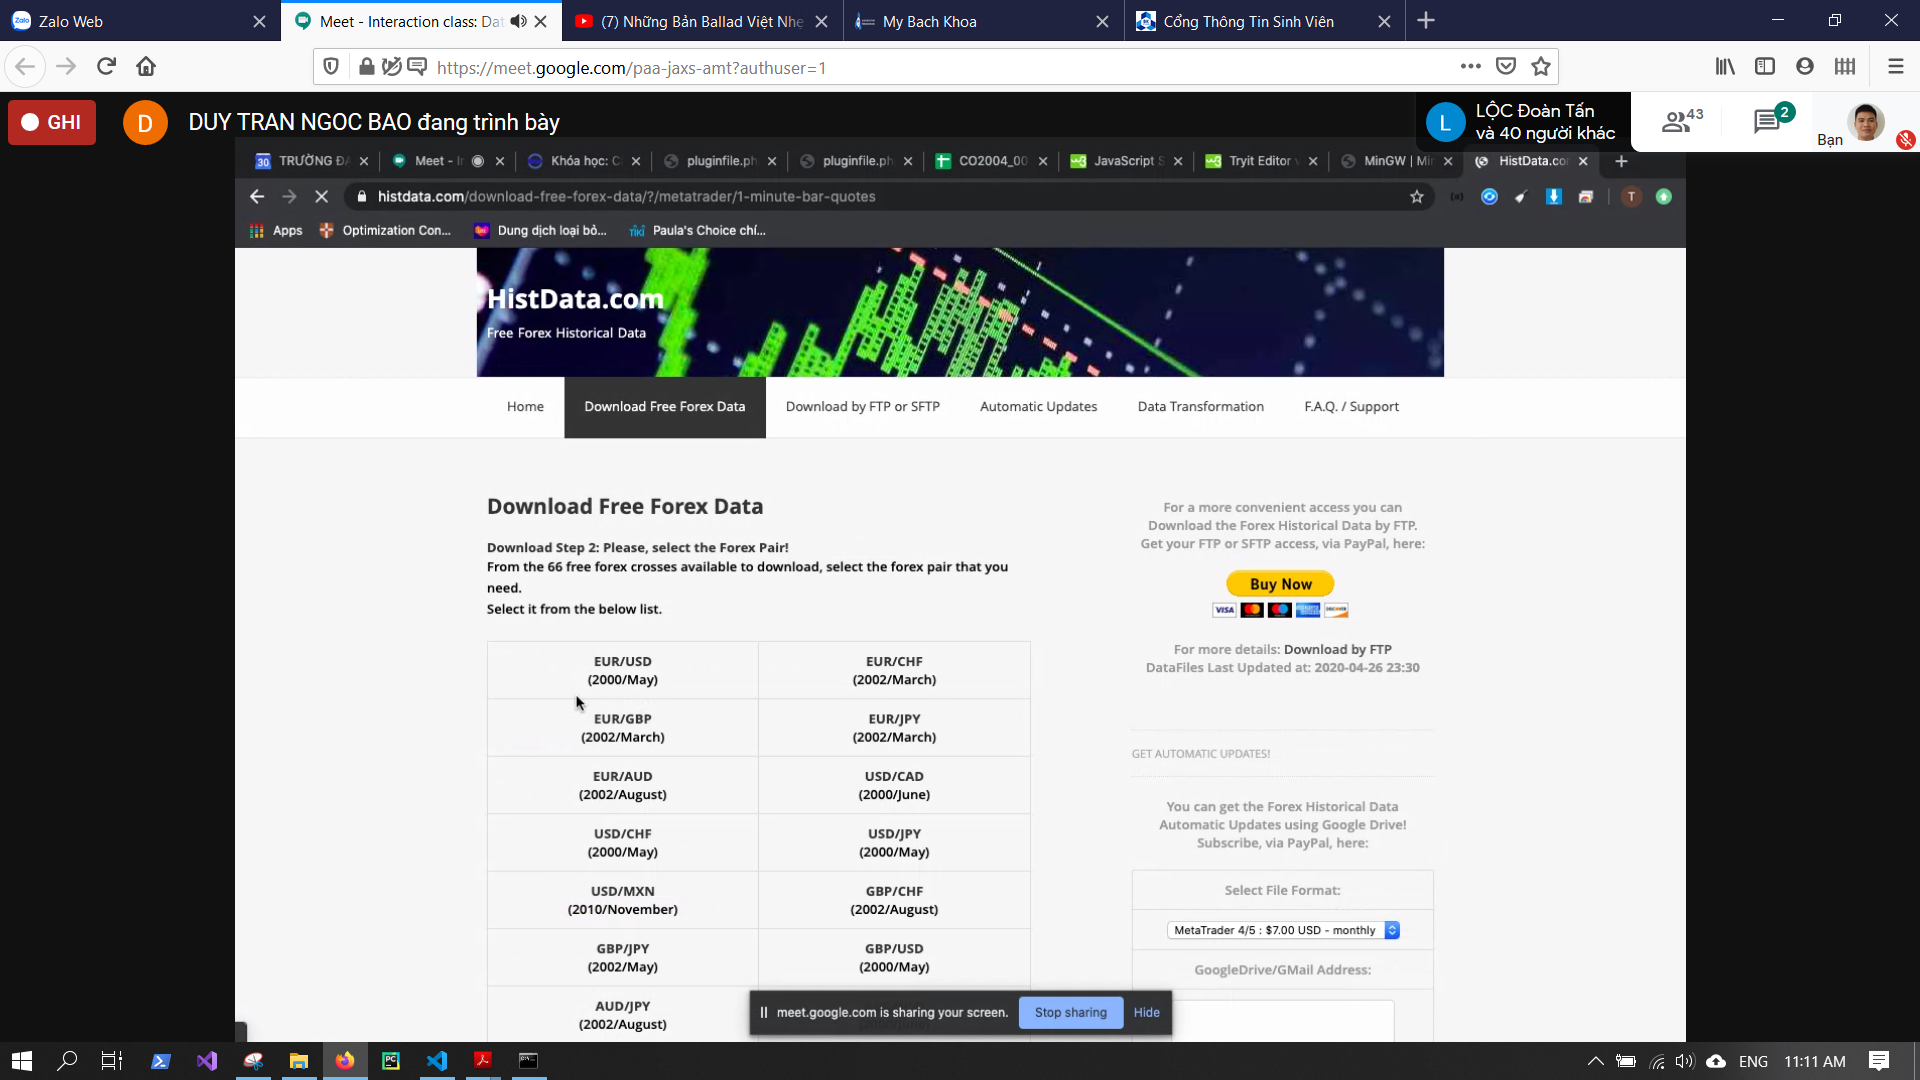 Zalo Web
Meet - Interaction class: Dat
(7) Những Bản Ballad Việt Nhẹ
My Bach Khoa
Cổng Thông Tin Sinh Viên
https://meet.google.com/paa-jaxs-amt?authuser=1
GHI
D
DUY TRAN NGOC BAO đang trình bày
L
LỘC Đoàn Tấn
và 40 người khác
43
2
Bạn
30
TRƯỜNG ĐẠ
Meet - I
Khóa học: C
pluginfile.ph
pluginfile.ph
CO2004_00
JavaScript S
Tryit Editor v
MinGW | Mi
HistData.co
histdata.com/download-free-forex-data/?/metatrader/1-minute-bar-quotes
T
Apps
Optimization Con...
Dung dịch loại bỏ...
TIKI
Paula's Choice chí...
HistData.com
Free Forex Historical Data
Home
Download Free Forex Data
Download by FTP or SFTP
Automatic Updates
Data Transformation
F.A.Q. / Support
Download Free Forex Data
Download Step 2: Please, select the Forex Pair!
From the 66 free forex crosses available to download, select the forex pair that you
need.
Select it from the below list.
EUR/USD
(2000/May)
EUR/CHF
(2002/March)
EUR/GBP
(2002/March)
EUR/JPY
(2002/March)
EUR/AUD
(2002/August)
USD/CAD
(2000/June)
USD/CHF
(2000/May)
USD/JPY
(2000/May)
USD/MXN
(2010/November)
GBP/CHF
(2002/August)
GBP/JPY
(2002/May)
GBP/USD
(2000/May)
AUD/JPY
(2002/August)
For a more convenient access you can
Download the Forex Historical Data by FTP.
Get your FTP or SFTP access, via PayPal, here:
Buy Now
VISA
DISCOVER
For more details: Download by FTP
DataFiles Last Updated at: 2020-04-26 23:30
GET AUTOMATIC UPDATES!
You can get the Forex Historical Data
Automatic Updates using Google Drive!
Subscribe, via PayPal, here:
Select File Format:
MetaTrader 4/5 : $7.00 USD - monthly
GoogleDrive/GMail Address:
meet.google.com is sharing your screen.
Stop sharing
Hide
PC
ENG
11:11 AM